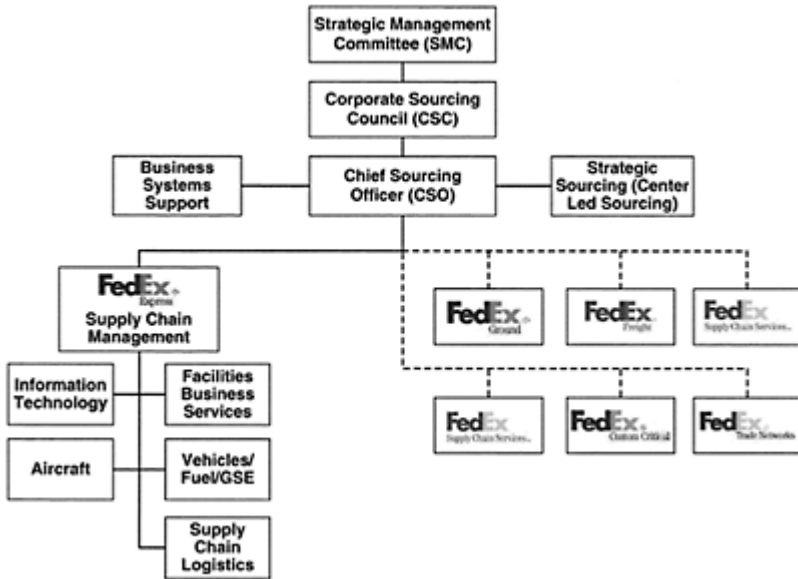 Strategic Management
Committee (SMC)
Corporate Sourcing
Council (CSC)
Business
Systems
Support
Chief Sourcing
Officer (CSO)
Strategic
Sourcing (Center
Led Sourcing)
FedEx
Express
Supply Chain
Management
FedEx
Ground
FedEx
Freight
FedEx
Supply Chain Services
Information
Technology
Facilities
Business
Services
FedEx
Supply Chain Services
FedEx
Custom Critical
FedEx
Trade Networks
Aircraft
Vehicles/
Fuel/GSE
Supply
Chain
Logistics